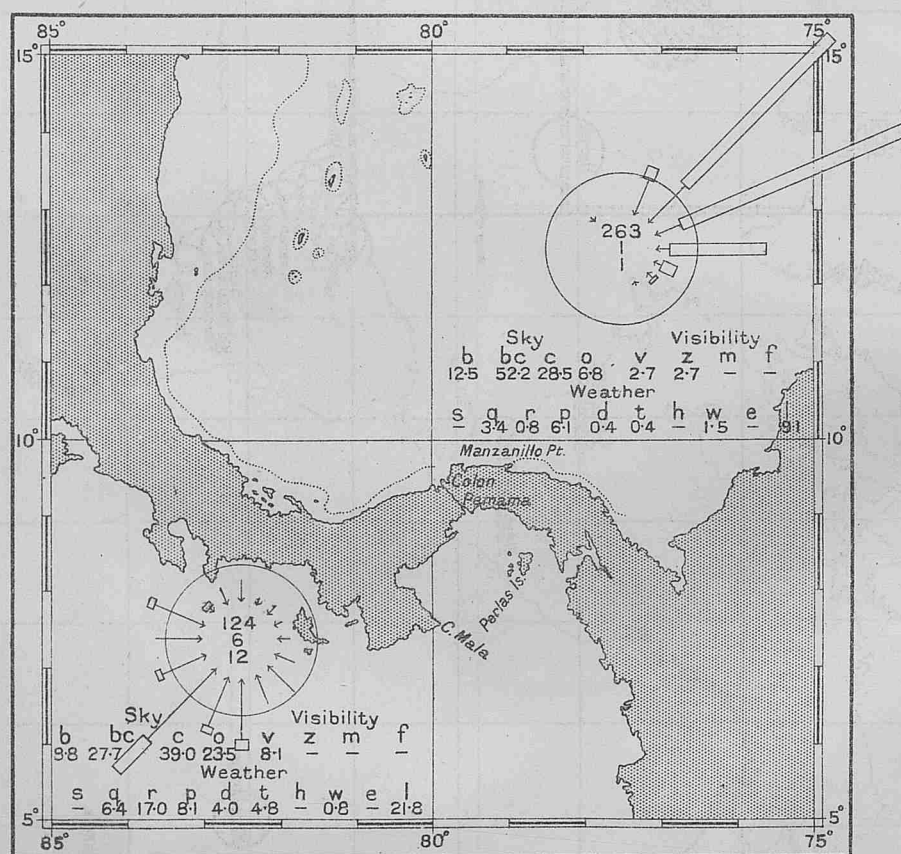 85° 80° 75°
15° 15°
263
1
1
Sky Visibility
b bc c o v z m f
12·5 52·2 28·5 6·8 2·7 2·7 — —
Weather
s q r p d t h w e l
— 3·4 0·8 6·1 0·4 0·4 — 1·5 — 9·1
10° 10°
Manzanillo Pt.
Colon
Panama
Perlas Is.
C. Mala
124
6
12
Sky Visibility
b bc c o v z m f
9·8 27·7 39·0 23·5 8·1 — — —
Weather
s q r p d t h w e l
— 6·4 17·0 8·1 4·0 4·8 — 0·8 — 21·8
5° 5°
85° 80° 75°